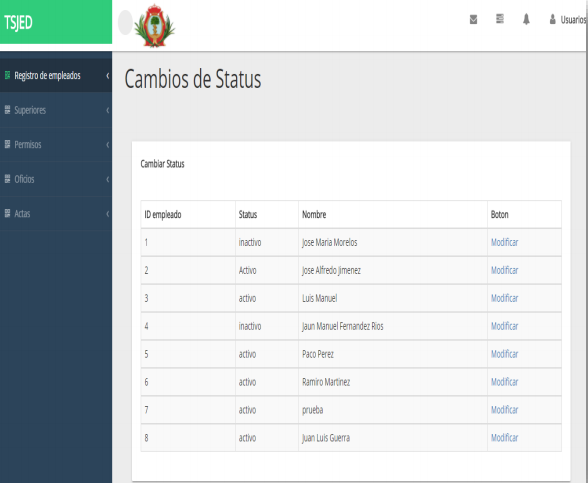 TSJED
Usuarios
Registro de empleados
Superiores
Permisos
Oficios
Actas
Cambios de Status
Cambiar Status
ID empleado Status Nombre Boton
1 inactivo Jose Maria Morelos Modificar
2 Activo Jose Alfredo Jimenez Modificar
3 activo Luis Manuel Modificar
4 inactivo Jaun Manuel Fernandez Rios Modificar
5 activo Paco Perez Modificar
6 activo Ramiro Martinez Modificar
7 activo prueba Modificar
8 activo Juan Luis Guerra Modificar